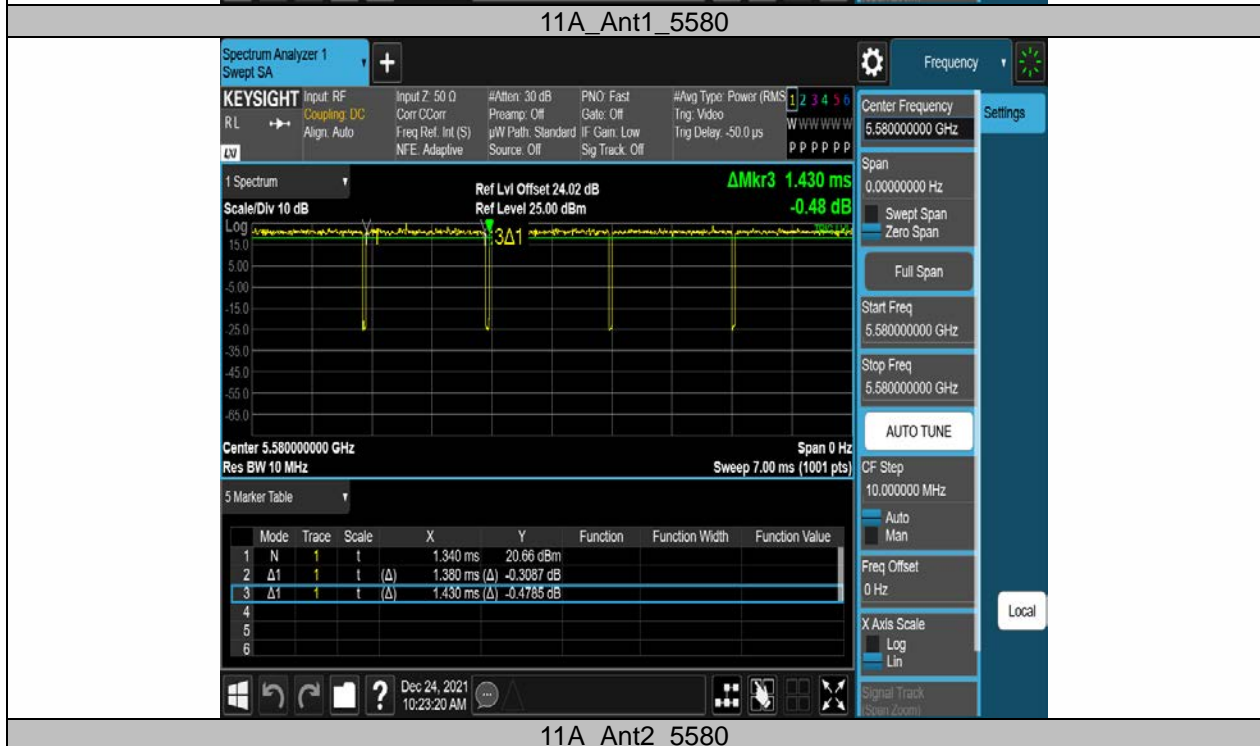 11A_Ant1_5580
Spectrum Analyzer 1
Swept SA
+
Frequency
KEYSIGHT
RL
LXI
Input: RF
Coupling: DC
Align: Auto
Input Z: 50 Ω
Corr CCorr
Freq Ref: Int (S)
NFE: Adaptive
#Atten: 30 dB
Preamp: Off
µW Path: Standard
Source: Off
PNO: Fast
Gate: Off
IF Gain: Low
Sig Track: Off
#Avg Type: Power (RMS
Trig: Video
Trig Delay: -50.0 µs
1 2 3 4 5 6
W W W W W W
P P P P P P
1 Spectrum
Scale/Div 10 dB
Ref Lvl Offset 24.02 dB
Ref Level 25.00 dBm
ΔMkr3 1.430 ms
-0.48 dB
Log
15.0
5.00
-5.00
-15.0
-25.0
-35.0
-45.0
-55.0
-65.0
1
3Δ1
Center 5.580000000 GHz
Res BW 10 MHz
Span 0 Hz
Sweep 7.00 ms (1001 pts)
5 Marker Table
Mode Trace Scale X Y Function Function Width Function Value
1 N 1 t 1.340 ms 20.66 dBm
2 Δ1 1 t (Δ) 1.380 ms (Δ) -0.3087 dB
3 Δ1 1 t (Δ) 1.430 ms (Δ) -0.4785 dB
4
5
6
Dec 24, 2021
10:23:20 AM
Center Frequency
5.580000000 GHz
Settings
Span
0.00000000 Hz
Swept Span
Zero Span
Full Span
Start Freq
5.580000000 GHz
Stop Freq
5.580000000 GHz
AUTO TUNE
CF Step
10.000000 MHz
Auto
Man
Freq Offset
0 Hz
X Axis Scale
Log
Lin
Local
Signal Track
(Span Zoom)
11A_Ant2_5580